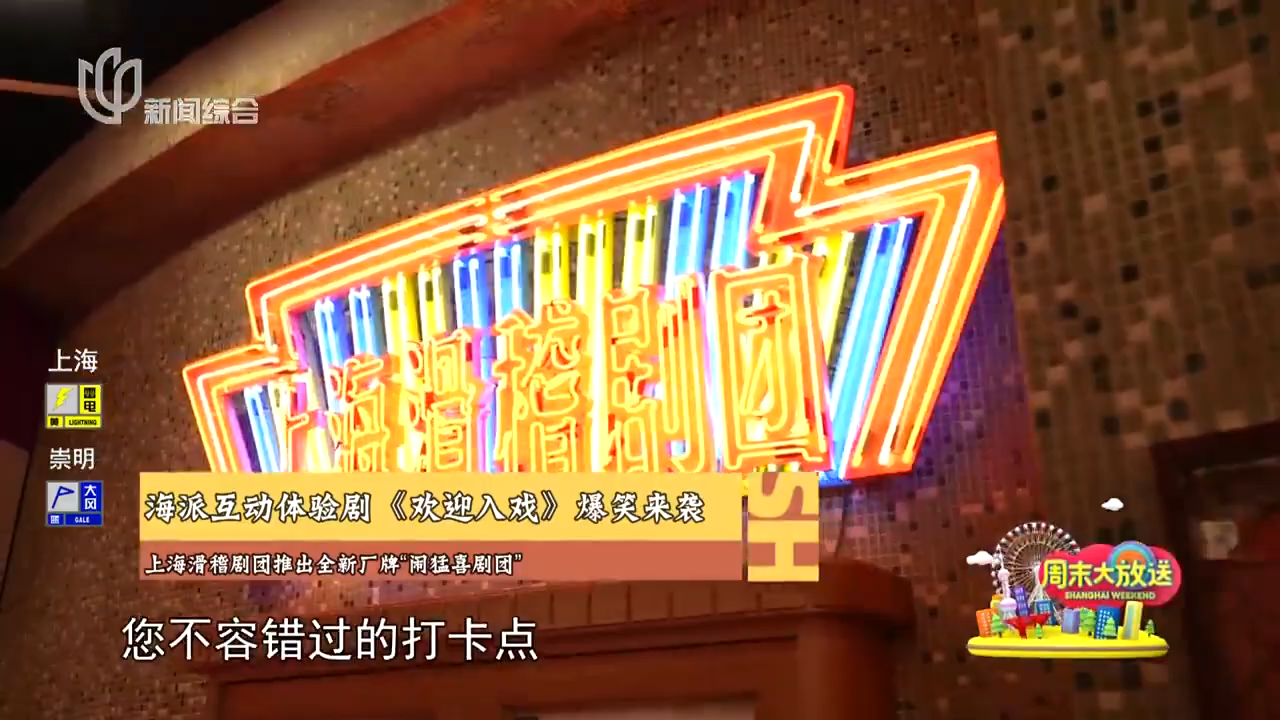 新闻综合
上海滑稽剧团
上海
黄
雷电
LIGHTNING
崇明
蓝
大风
GALE
海派互动体验剧《欢迎入戏》爆笑来袭
上海滑稽剧团推出全新厂牌“闹猛喜剧团”
SH
周末大放送
SHANGHAI WEEKEND
您不容错过的打卡点